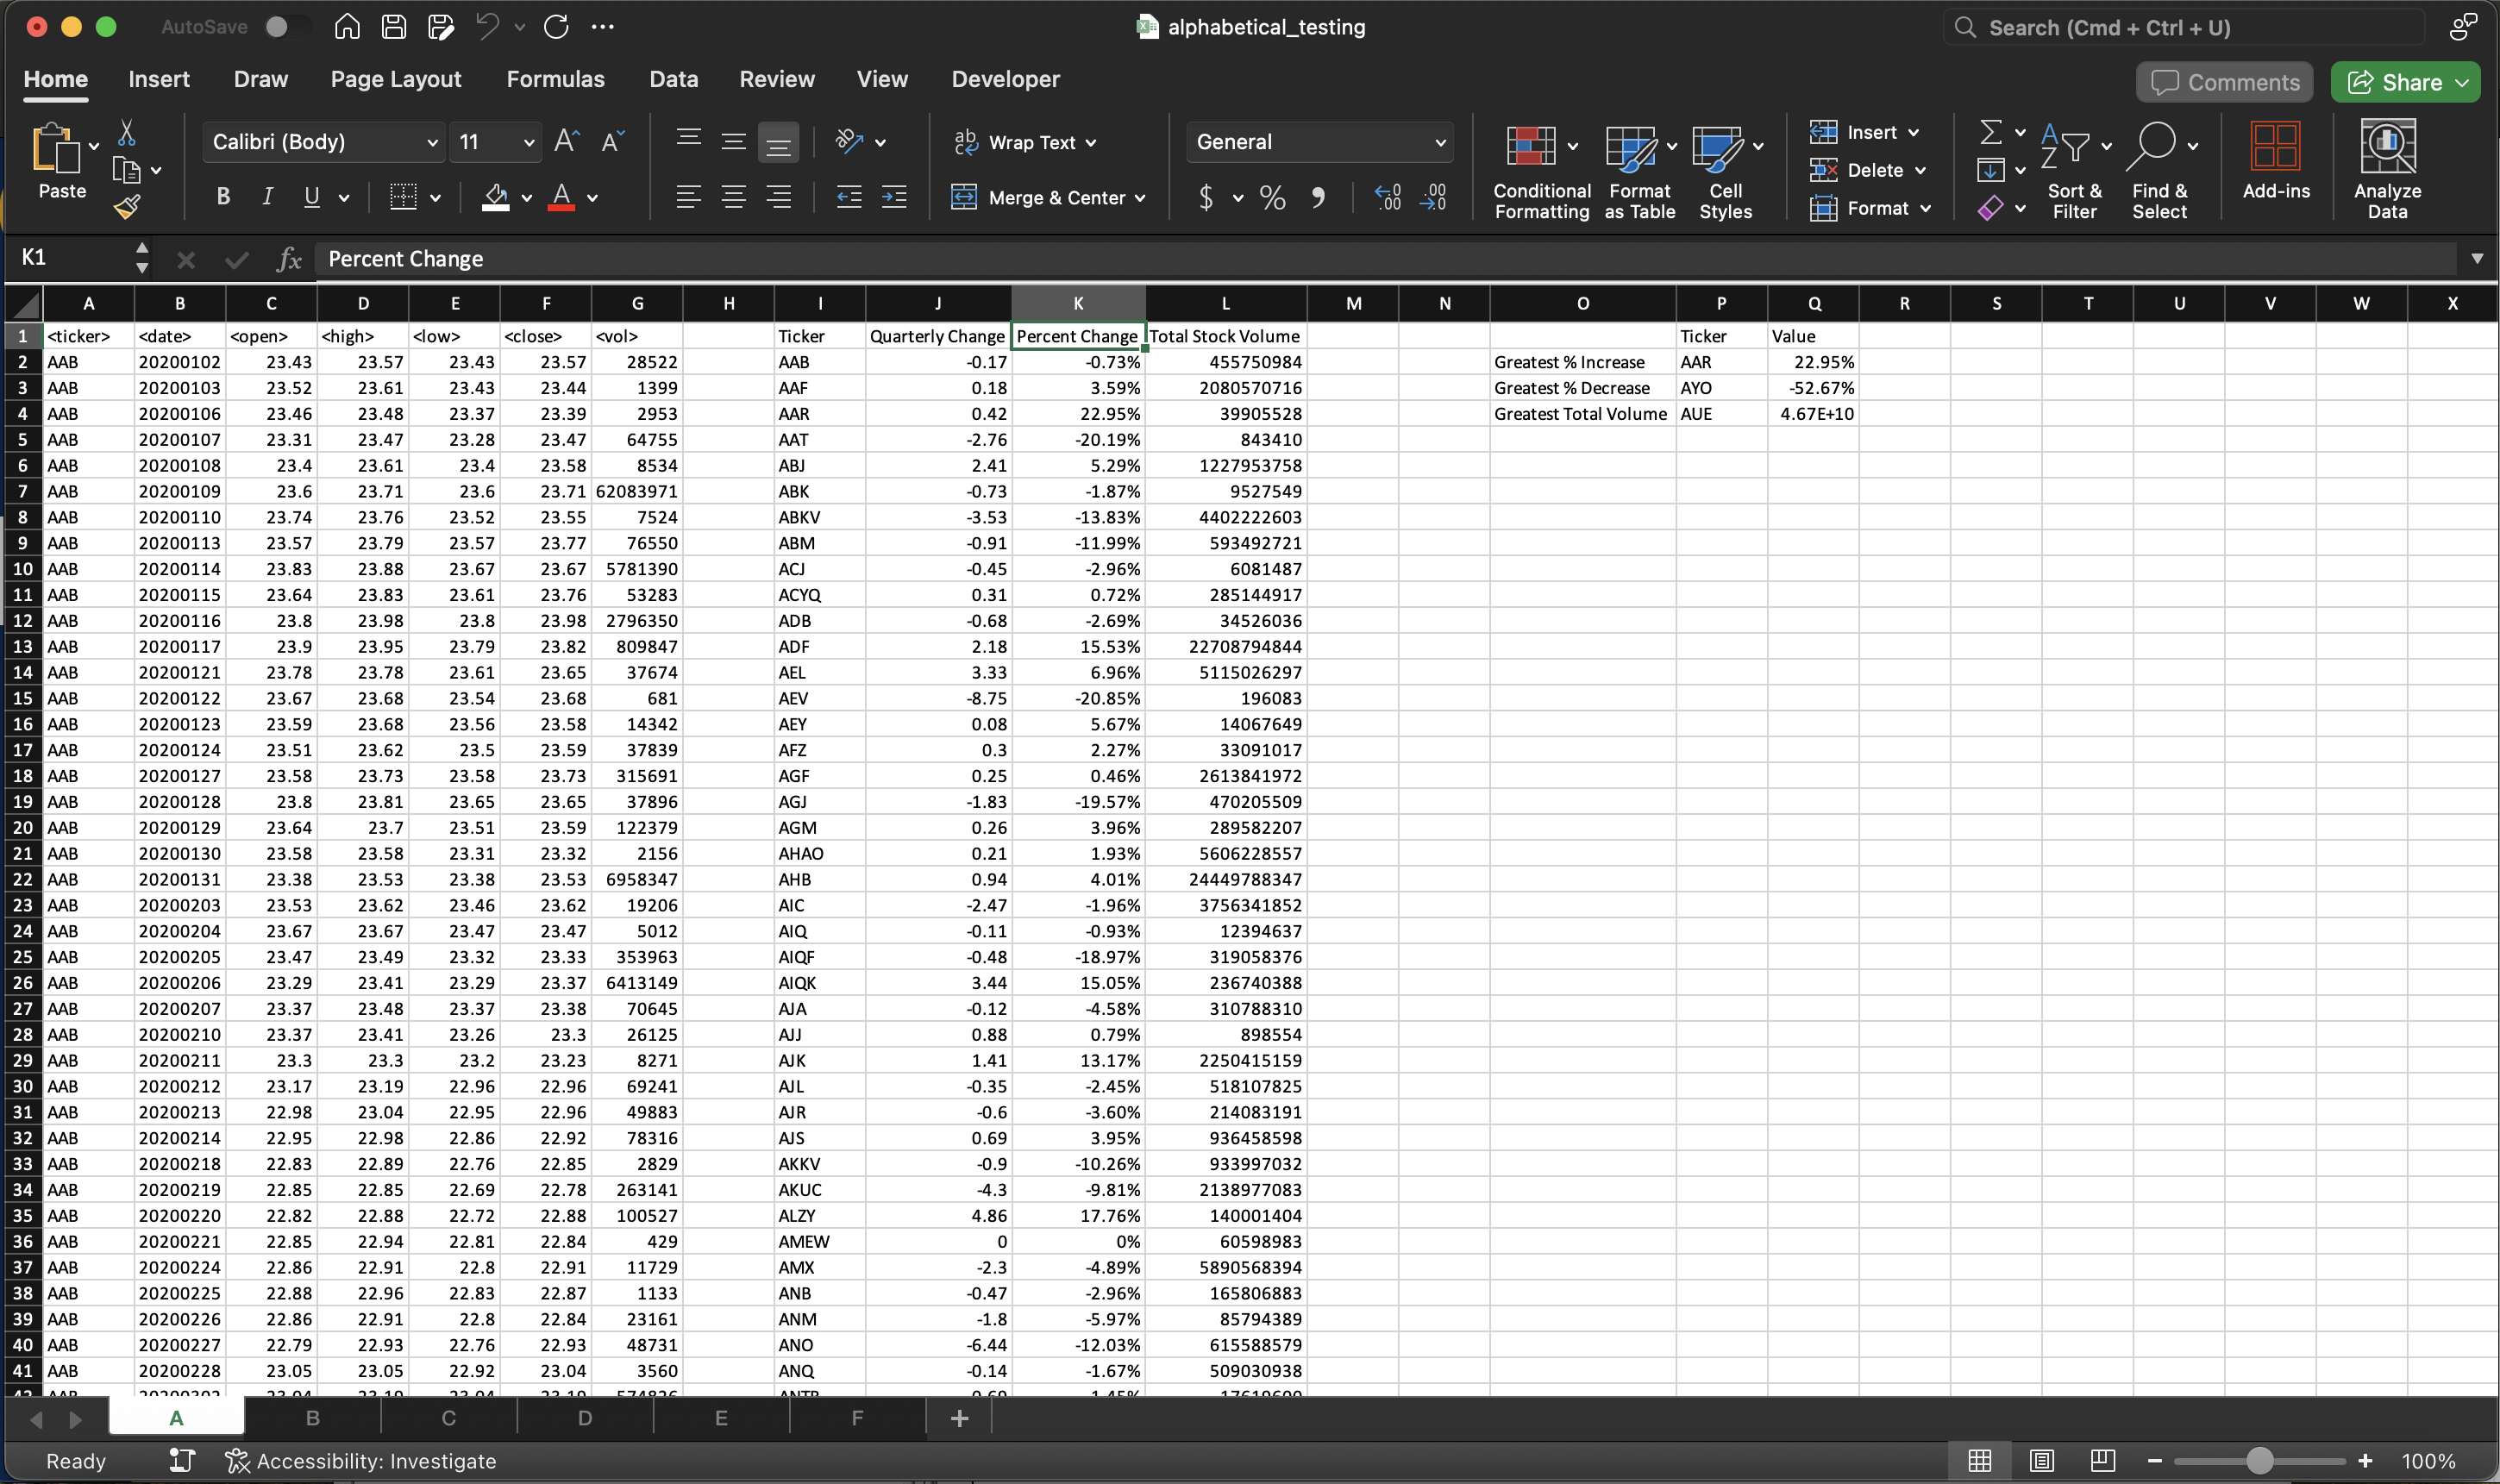 AutoSave alphabetical_testing Search (Cmd + Ctrl + U)
Home Insert Draw Page Layout Formulas Data Review View Developer Comments Share
Paste Calibri (Body) 11 Wrap Text General Conditional Formatting Format as Table Cell Styles Insert Sort & Filter Find & Select Add-ins Analyze Data
B I U A Merge & Center $ % Delete
Format
K1 fx Percent Change
A B C D E F G H I J K L M N O P Q R S T U V W X
1 <ticker> <date> <open> <high> <low> <close> <vol> Ticker Quarterly Change Percent Change Total Stock Volume Ticker Value
2 AAB 20200102 23.43 23.57 23.43 23.57 28522 AAB -0.17 -0.73% 455750984 Greatest % Increase AAR 22.95%
3 AAB 20200103 23.52 23.61 23.43 23.44 1399 AAF 0.18 3.59% 2080570716 Greatest % Decrease AYO -52.67%
4 AAB 20200106 23.46 23.48 23.37 23.39 2953 AAR 0.42 22.95% 39905528 Greatest Total Volume AUE 4.67E+10
5 AAB 20200107 23.31 23.47 23.28 23.47 64755 AAT -2.76 -20.19% 843410
6 AAB 20200108 23.4 23.61 23.4 23.58 8534 ABJ 2.41 5.29% 1227953758
7 AAB 20200109 23.6 23.71 23.6 23.71 62083971 ABK -0.73 -1.87% 9527549
8 AAB 20200110 23.74 23.76 23.52 23.55 7524 ABKV -3.53 -13.83% 4402222603
9 AAB 20200113 23.57 23.79 23.57 23.77 76550 ABM -0.91 -11.99% 593492721
10 AAB 20200114 23.83 23.88 23.67 23.67 5781390 ACJ -0.45 -2.96% 6081487
11 AAB 20200115 23.64 23.83 23.61 23.76 53283 ACYQ 0.31 0.72% 285144917
12 AAB 20200116 23.8 23.98 23.8 23.98 2796350 ADB -0.68 -2.69% 34526036
13 AAB 20200117 23.9 23.95 23.79 23.82 809847 ADF 2.18 15.53% 22708794844
14 AAB 20200121 23.78 23.78 23.61 23.65 37674 AEL 3.33 6.96% 5115026297
15 AAB 20200122 23.67 23.68 23.54 23.68 681 AEV -8.75 -20.85% 196083
16 AAB 20200123 23.59 23.68 23.56 23.58 14342 AEY 0.08 5.67% 14067649
17 AAB 20200124 23.51 23.62 23.5 23.59 37839 AFZ 0.3 2.27% 33091017
18 AAB 20200127 23.58 23.73 23.58 23.73 315691 AGF 0.25 0.46% 2613841972
19 AAB 20200128 23.8 23.81 23.65 23.65 37896 AGJ -1.83 -19.57% 470205509
20 AAB 20200129 23.64 23.7 23.51 23.59 122379 AGM 0.26 3.96% 289582207
21 AAB 20200130 23.58 23.58 23.31 23.32 2156 AHAO 0.21 1.93% 5606228557
22 AAB 20200131 23.38 23.53 23.38 23.53 6958347 AHB 0.94 4.01% 24449788347
23 AAB 20200203 23.53 23.62 23.46 23.62 19206 AIC -2.47 -1.96% 3756341852
24 AAB 20200204 23.67 23.67 23.47 23.47 5012 AIQ -0.11 -0.93% 12394637
25 AAB 20200205 23.47 23.49 23.32 23.33 353963 AIQF -0.48 -18.97% 319058376
26 AAB 20200206 23.29 23.41 23.29 23.37 6413149 AIQK 3.44 15.05% 236740388
27 AAB 20200207 23.37 23.48 23.37 23.38 70645 AJA -0.12 -4.58% 310788310
28 AAB 20200210 23.37 23.41 23.26 23.3 26125 AJJ 0.88 0.79% 898554
29 AAB 20200211 23.3 23.3 23.2 23.23 8271 AJK 1.41 13.17% 2250415159
30 AAB 20200212 23.17 23.19 22.96 22.96 69241 AJL -0.35 -2.45% 518107825
31 AAB 20200213 22.98 23.04 22.95 22.96 49883 AJR -0.6 -3.60% 214083191
32 AAB 20200214 22.95 22.98 22.86 22.92 78316 AJS 0.69 3.95% 936458598
33 AAB 20200218 22.83 22.89 22.76 22.85 2829 AKKV -0.9 -10.26% 933997032
34 AAB 20200219 22.85 22.85 22.69 22.78 263141 AKUC -4.3 -9.81% 2138977083
35 AAB 20200220 22.82 22.88 22.72 22.88 100527 ALZY 4.86 17.76% 140001404
36 AAB 20200221 22.85 22.94 22.81 22.84 429 AMEW 0 0% 60598983
37 AAB 20200224 22.86 22.91 22.8 22.91 11729 AMX -2.3 -4.89% 5890568394
38 AAB 20200225 22.88 22.96 22.83 22.87 1133 ANB -0.47 -2.96% 165806883
39 AAB 20200226 22.86 22.91 22.8 22.84 23161 ANM -1.8 -5.97% 85794389
40 AAB 20200227 22.79 22.93 22.76 22.93 48731 ANO -6.44 -12.03% 615588579
41 AAB 20200228 23.05 23.05 22.92 23.04 3560 ANQ -0.14 -1.67% 509030938
A B C D E F
Ready Accessibility: Investigate 100%